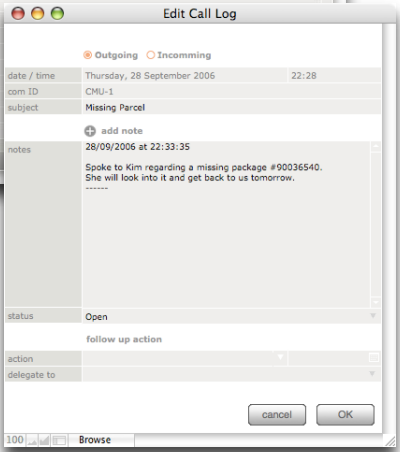 Edit Call Log
Outgoing Incomming
date / time Thursday, 28 September 2006 22:28
com ID CMU-1
subject Missing Parcel
add note
notes 28/09/2006 at 22:33:35
Spoke to Kim regarding a missing package #90036540.
She will look into it and get back to us tomorrow.
------
status Open
follow up action
action
delegate to
cancel OK
100 Browse